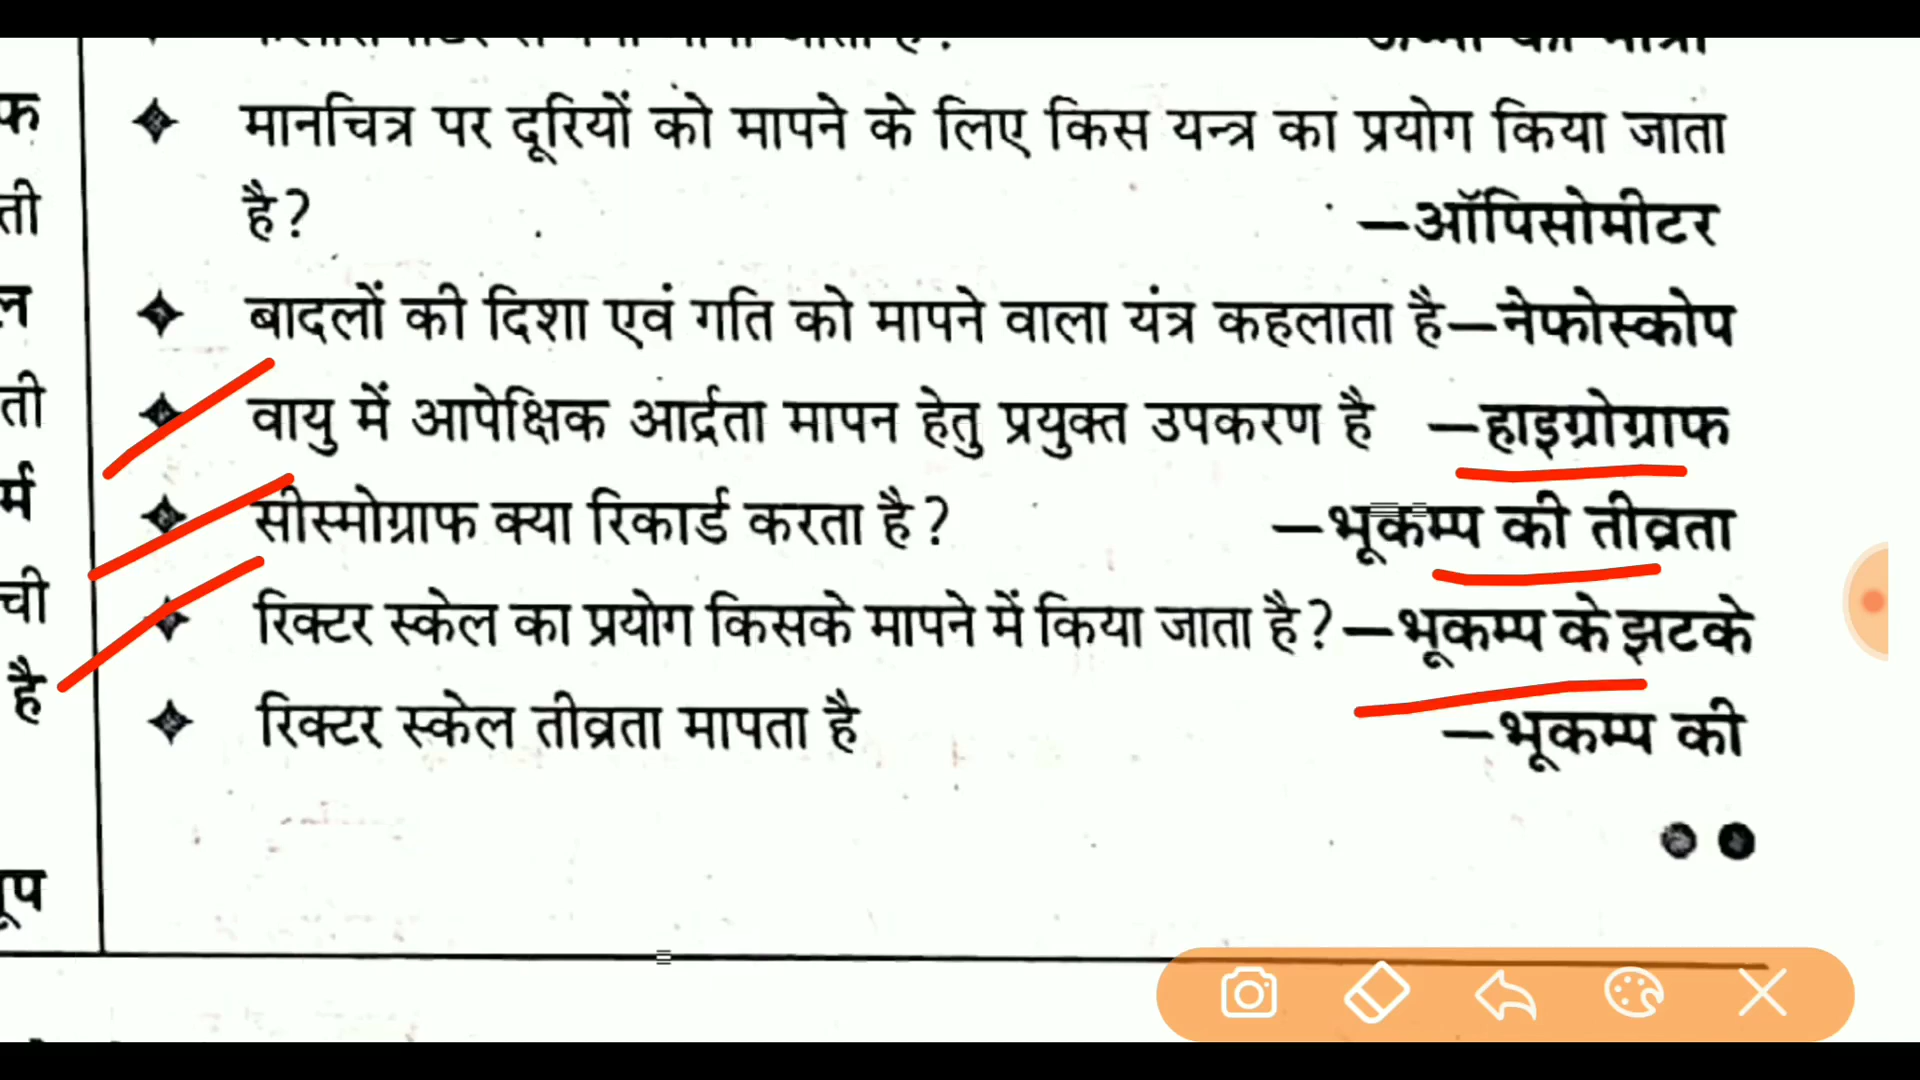 फ
मानचित्र पर दूरियों को मापने के लिए किस यन्त्र का प्रयोग किया जाता
ती
है? —ऑपिसोमीटर
ल
बादलों की दिशा एवं गति को मापने वाला यंत्र कहलाता है—नेफोस्कोप
ती
वायु में आपेक्षिक आर्द्रता मापन हेतु प्रयुक्त उपकरण है —हाइग्रोग्राफ
र्म
सीस्मोग्राफ क्या रिकार्ड करता है? —भूकम्प की तीव्रता
ची
रिक्टर स्केल का प्रयोग किसके मापने में किया जाता है?—भूकम्प के झटके
है
रिक्टर स्केल तीव्रता मापता है —भूकम्प की